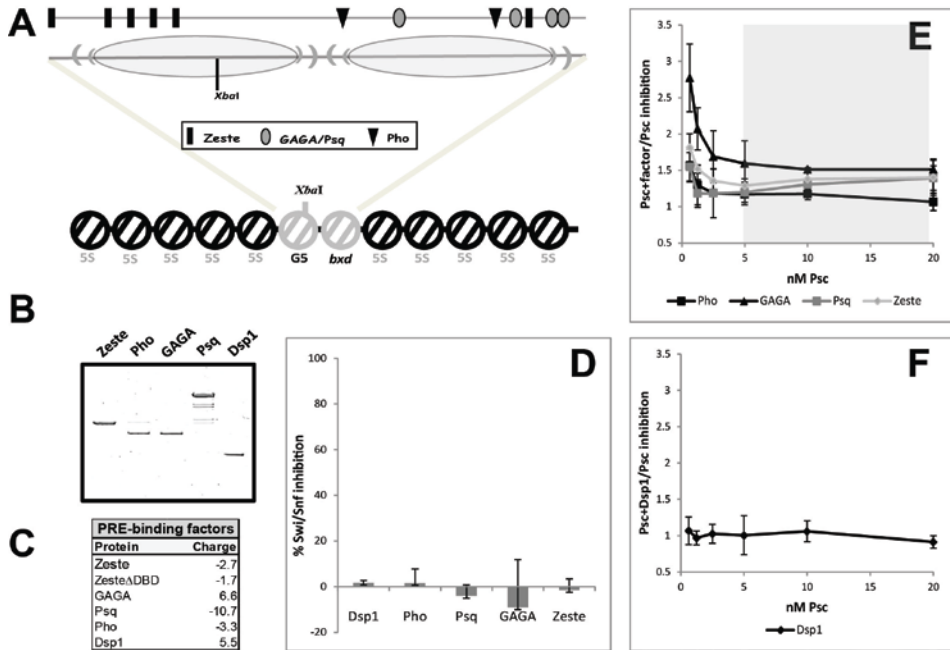 A
XbaI
Zeste GAGA/Psq Pho
XbaI
5S 5S 5S 5S 5S G5 bxd 5S 5S 5S 5S 5S
B
Zeste Pho GAGA Psq Dsp1
C
PRE-binding factors
Protein Charge
Zeste -2.7
Zeste∆DBD -1.7
GAGA 6.6
Psq -10.7
Pho -3.3
Dsp1 5.5
D
% Swi/Snf inhibition
100
80
60
40
20
0
-20
Dsp1 Pho Psq GAGA Zeste
E
Psc+factor/Psc inhibition
3.5
3
2.5
2
1.5
1
0.5
0 5 10 15 20
nM Psc
Pho GAGA Psq Zeste
F
Psc+Dsp1/Psc inhibition
3.5
3
2.5
2
1.5
1
0.5
0 5 10 15 20
nM Psc
Dsp1